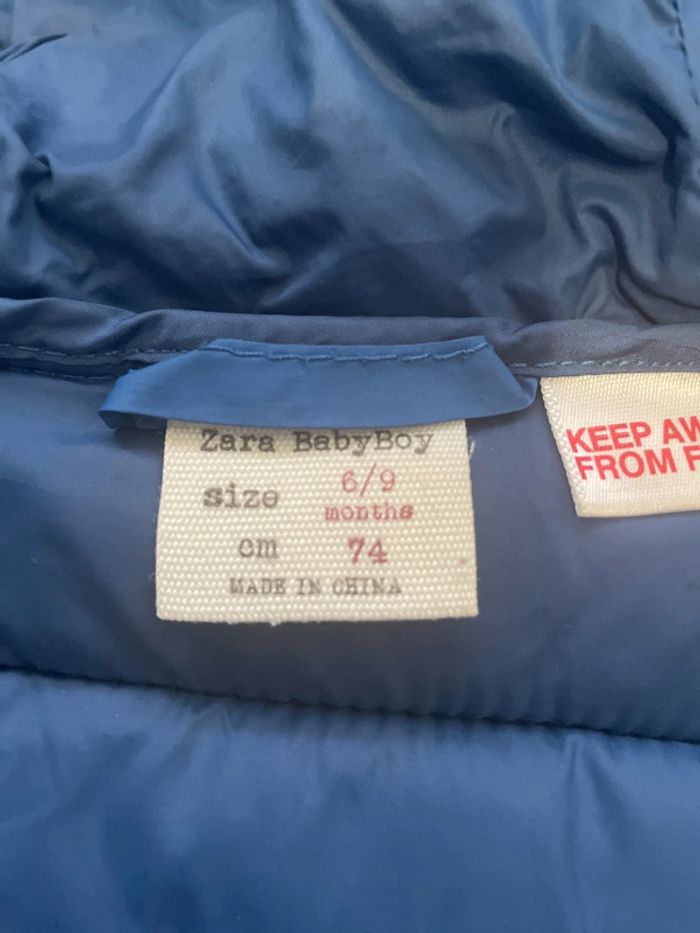 Zara BabyBoy
size 6/9
months
cm 74
MADE IN CHINA
KEEP AW
FROM F